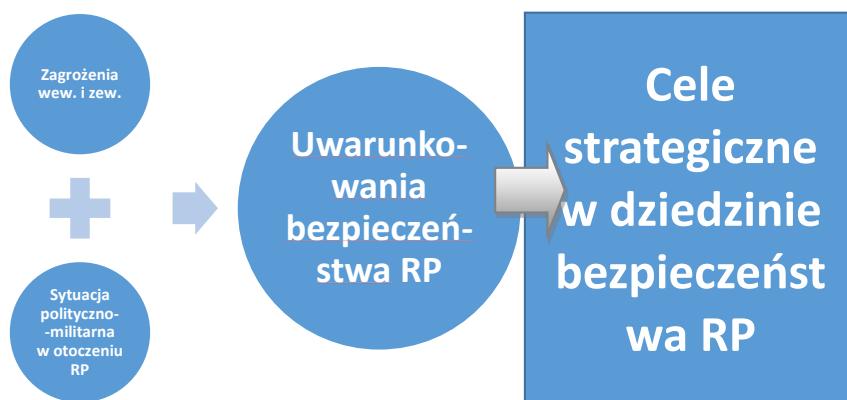 Zagrożenia
wew. i zew.
Sytuacja
polityczno-
-militarna
w otoczeniu
RP
Uwarunko-
wania
bezpieczeń-
stwa RP
Cele
strategiczne
w dziedzinie
bezpieczeńst
wa RP